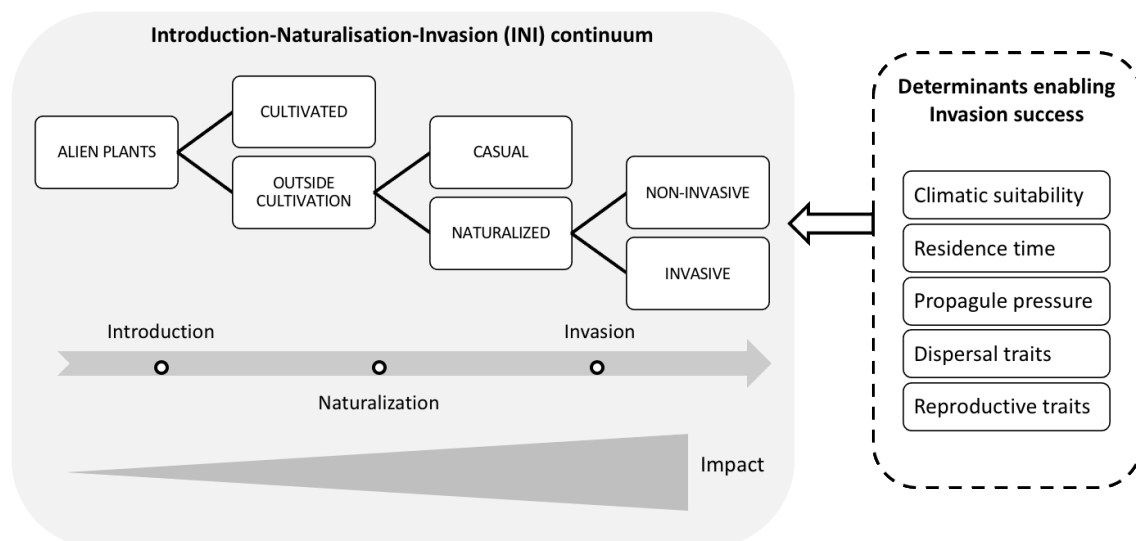 Introduction-Naturalisation-Invasion (INI) continuum
ALIEN PLANTS
CULTIVATED
OUTSIDE
CULTIVATION
CASUAL
NATURALIZED
NON-INVASIVE
INVASIVE
Introduction
Invasion
Naturalization
Impact
Determinants enabling
Invasion success
Climatic suitability
Residence time
Propagule pressure
Dispersal traits
Reproductive traits